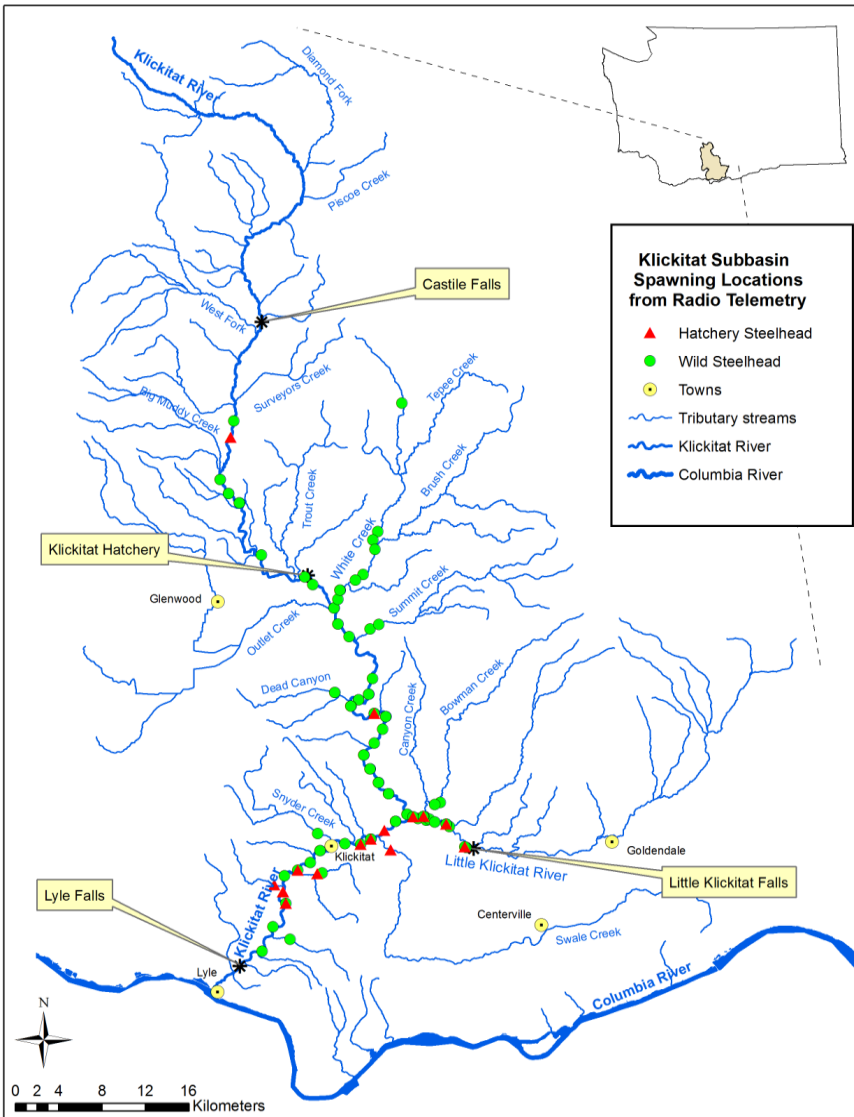 Klickitat River
Diamond Fork
Piscoe Creek
Castile Falls
West Fork
Klickitat Subbasin
Spawning Locations
from Radio Telemetry
Hatchery Steelhead
Wild Steelhead
Towns
Tributary streams
Klickitat River
Columbia River
Surveyors Creek
Tepee Creek
Big Muddy Creek
Brush Creek
Trout Creek
Klickitat Hatchery
White Creek
Glenwood
Summit Creek
Outlet Creek
Dead Canyon
Canyon Creek
Bowman Creek
Snyder Creek
Klickitat
Goldendale
Little Klickitat River
Little Klickitat Falls
Lyle Falls
Klickitat River
Centerville
Swale Creek
Lyle
Columbia River
N
0 2 4 8 12 16
Kilometers